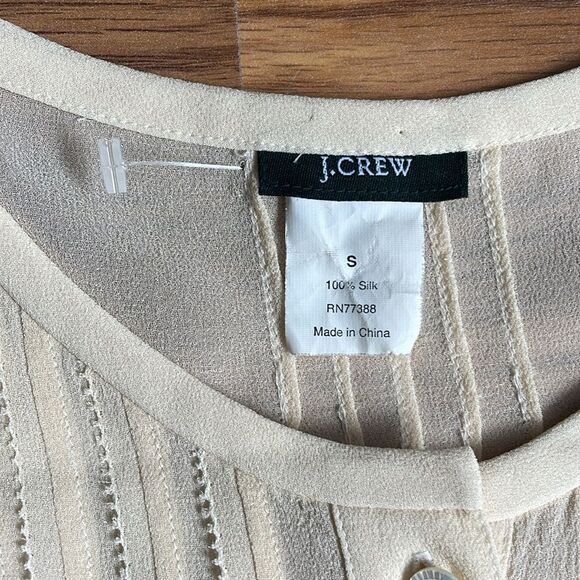 J.CREW
S
100% Silk
RN77388
Made in China